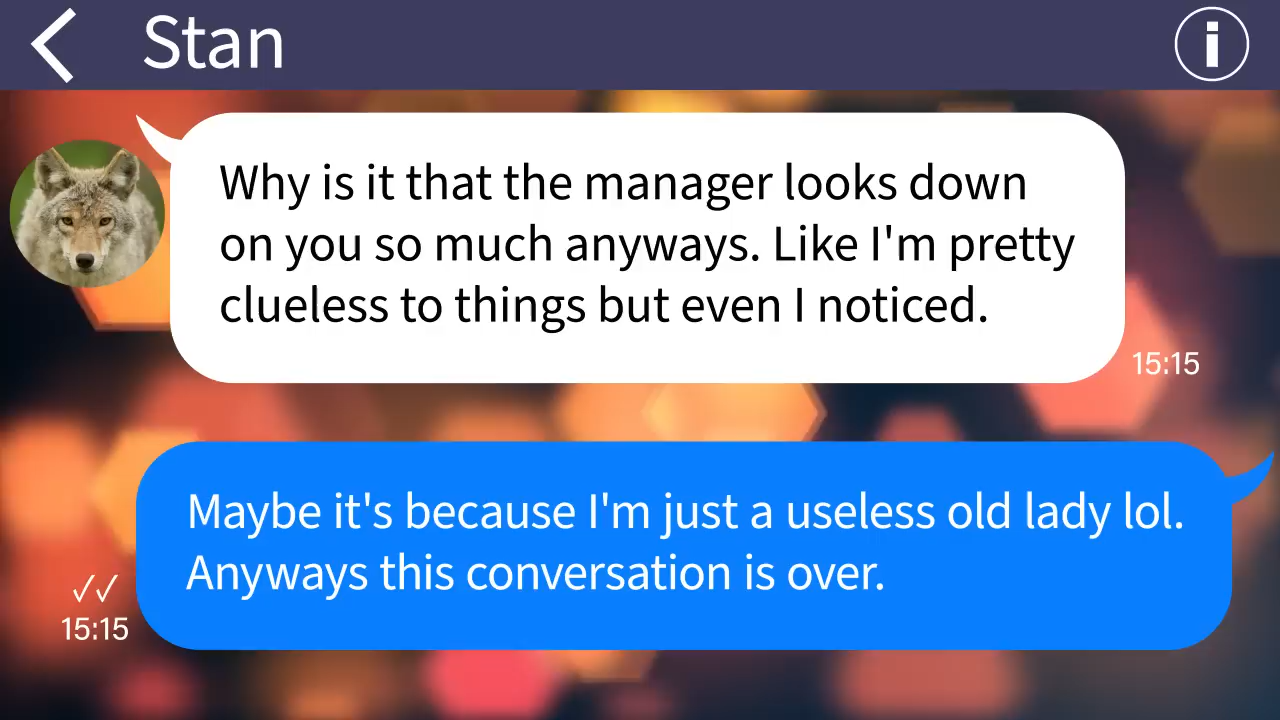 Stan
Why is it that the manager looks down
on you so much anyways. Like I'm pretty
clueless to things but even I noticed.
15:15
Maybe it's because I'm just a useless old lady lol.
Anyways this conversation is over.
15:15